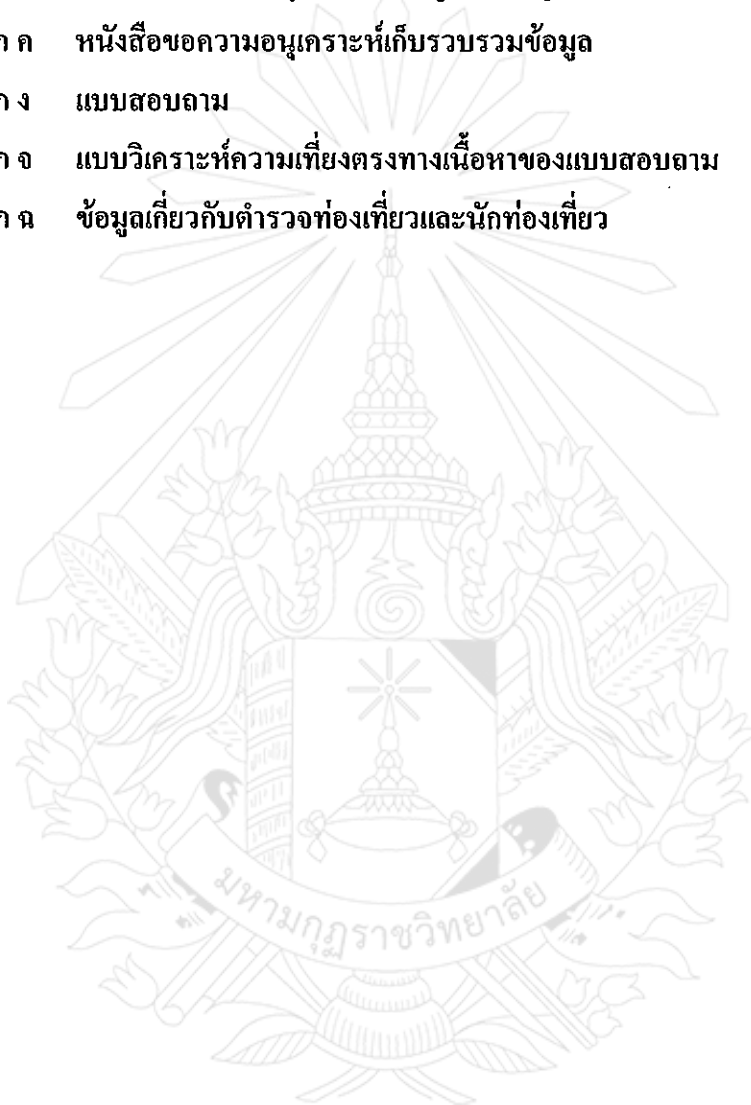 ค หนังสือขอความอนุเคราะห์เก็บรวบรวมข้อมูล
ง แบบสอบถาม
จ แบบวิเคราะห์ความเที่ยงตรงทางเนื้อหาของแบบสอบถาม
ฉ ข้อมูลเกี่ยวกับตำรวจท่องเที่ยวและนักท่องเที่ยว
มหามกุฏราชวิทยาลัย